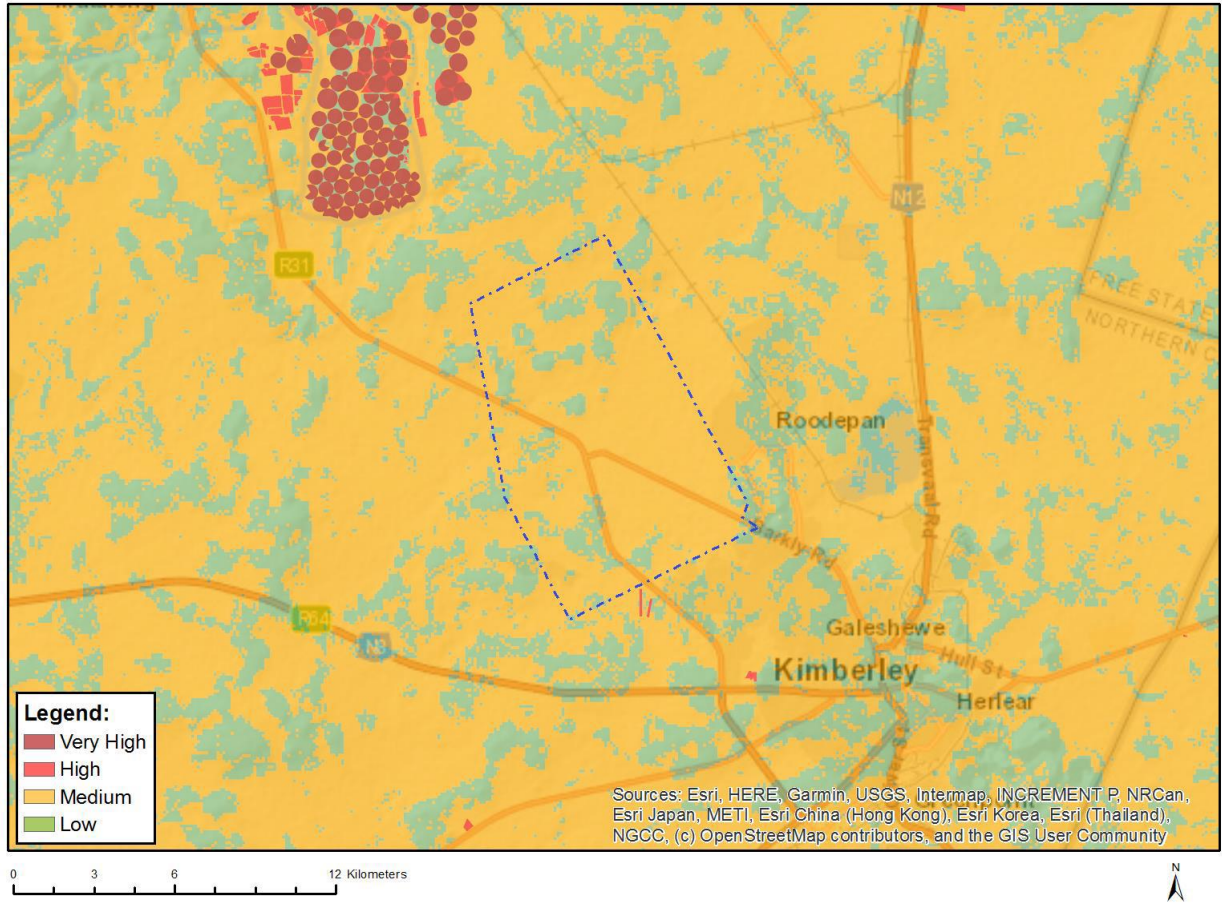 R31
N12
FREE STATE
NORTHERN C
Roodepan
Transvaal Rd
Barkly Rd
R64
N8
Galeshewe
Hull St
Kimberley
Herlear
Greenpoint
Legend:
Very High
High
Medium
Low
Sources: Esri, HERE, Garmin, USGS, Intermap, INCREMENT P, NRCan,
Esri Japan, METI, Esri China (Hong Kong), Esri Korea, Esri (Thailand),
NGCC, (c) OpenStreetMap contributors, and the GIS User Community
0 3 6 12 Kilometers
N